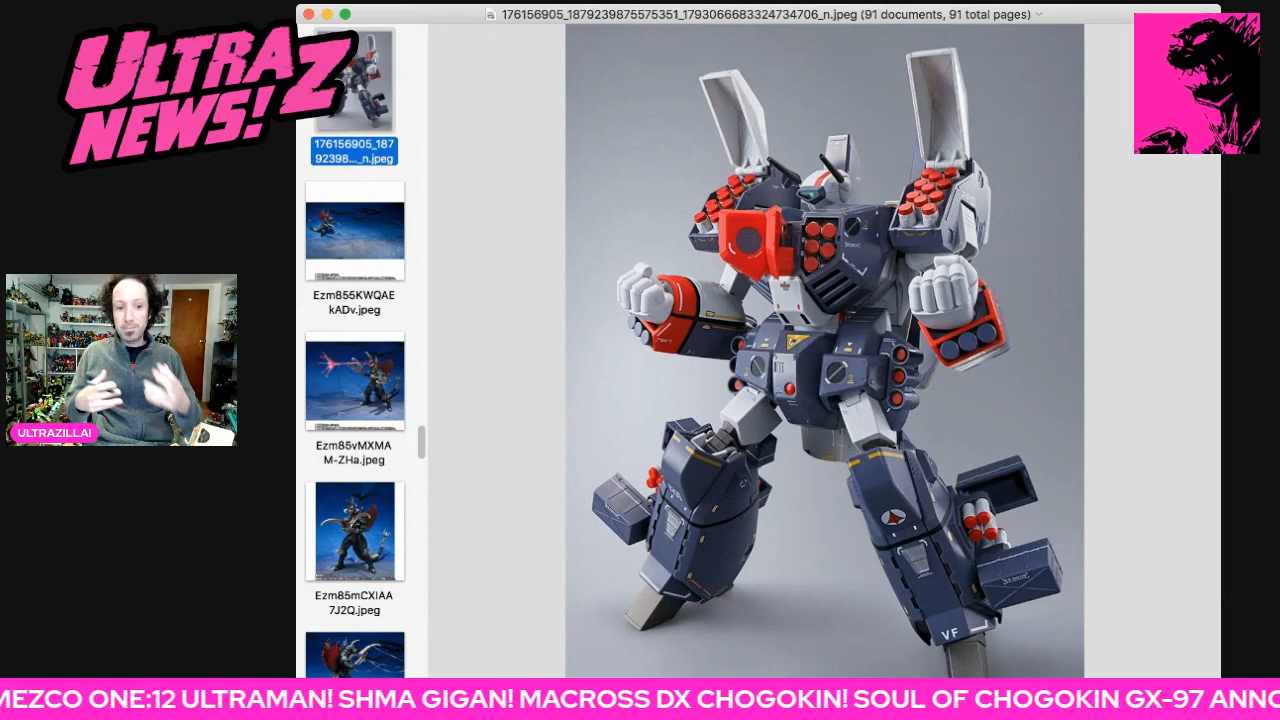 176156905_1879239875575351_1793066683324734706_n.jpeg (91 documents, 91 total pages)
ULTRA Z
NEWS!
176156905_187
92398..._n.jpeg
Ezm855KWQAE
kADv.jpeg
ULTRAZILLA!
Ezm85vMXMA
M-ZHa.jpeg
Ezm85mCXIAA
7J2Q.jpeg
VF
MEZCO ONE:12 ULTRAMAN! SHMA GIGAN! MACROSS DX CHOGOKIN! SOUL OF CHOGOKIN GX-97 ANNO